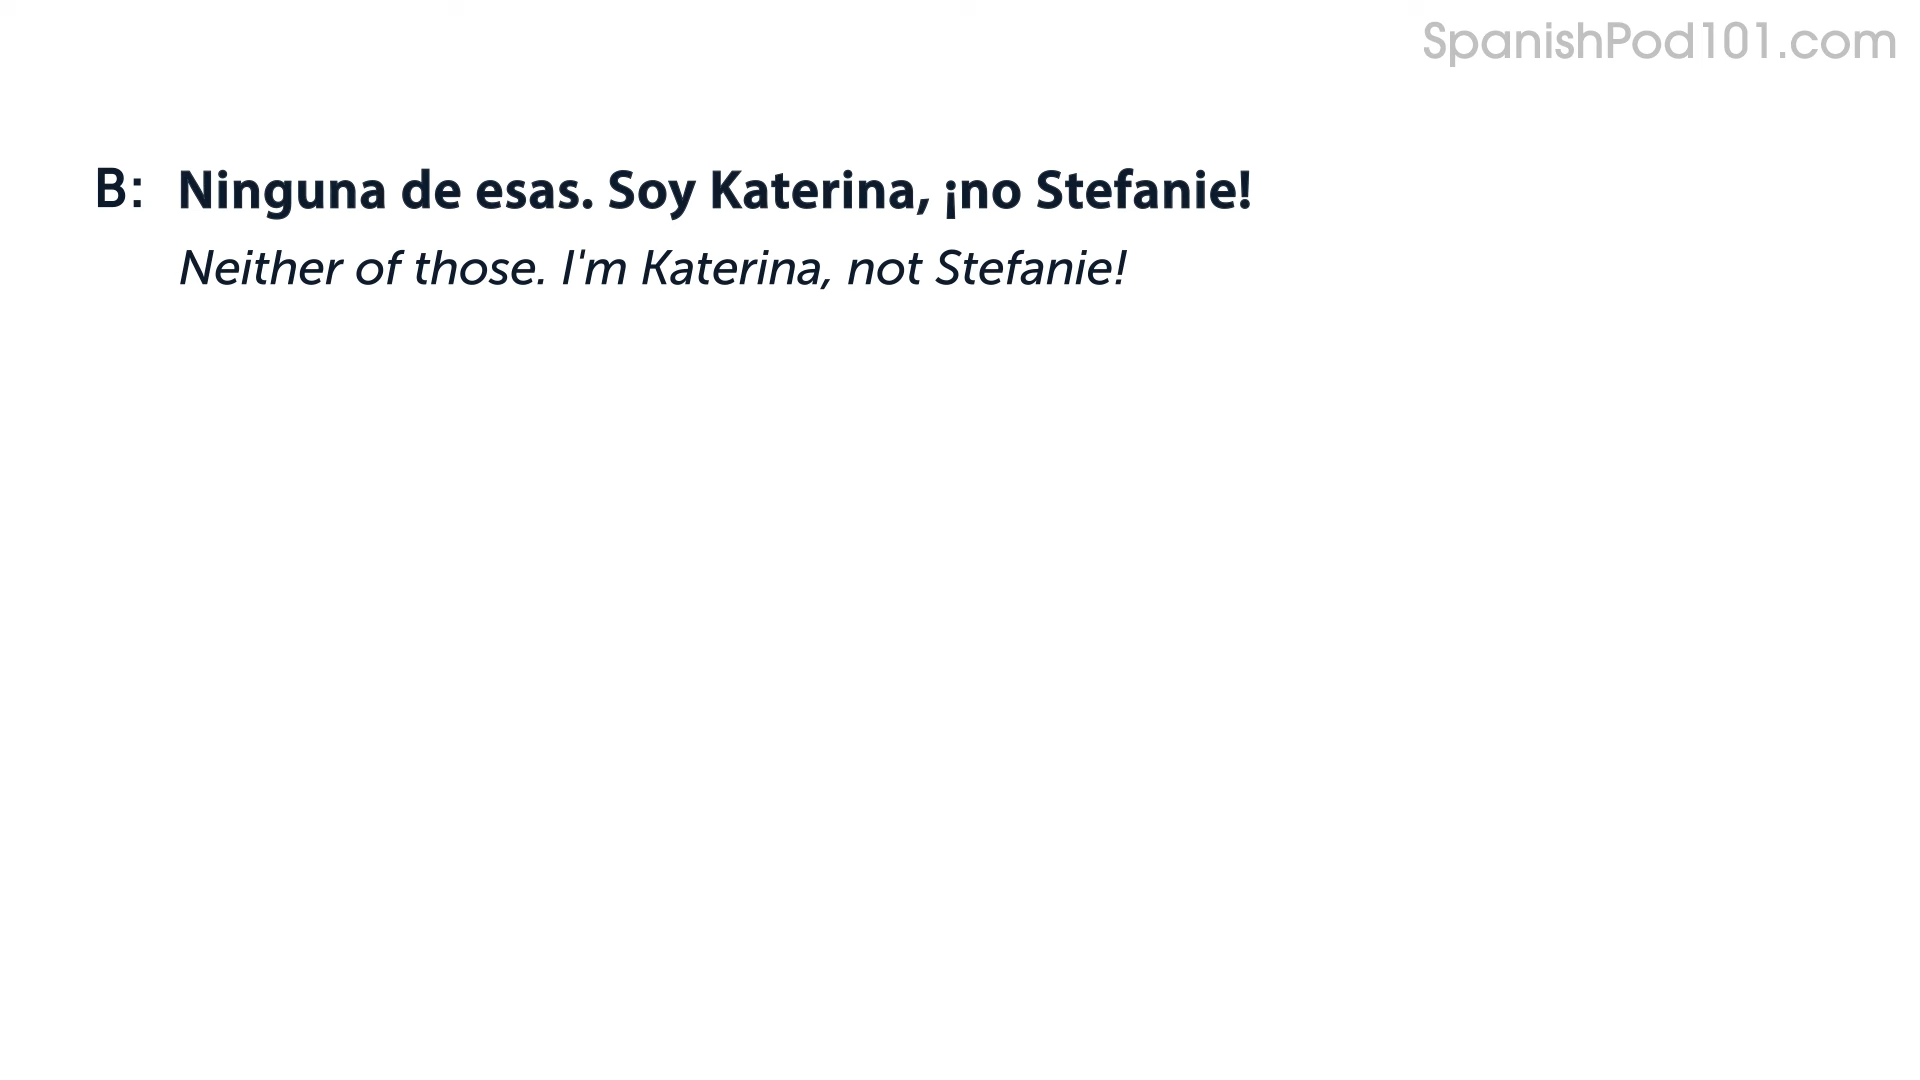 SpanishPod101.com
B: Ninguna de esas. Soy Katerina, ¡no Stefanie!
Neither of those. I'm Katerina, not Stefanie!